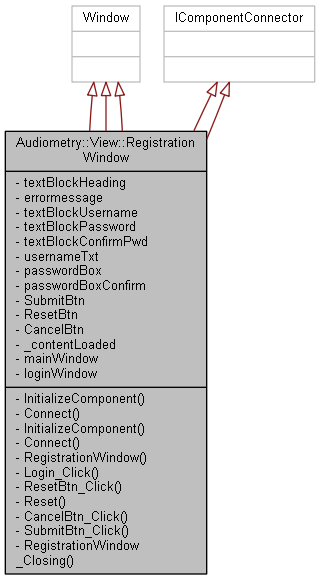 Window
IComponentConnector
Audiometry::View::Registration
Window
- textBlockHeading
- errormessage
- textBlockUsername
- textBlockPassword
- textBlockConfirmPwd
- usernameTxt
- passwordBox
- passwordBoxConfirm
- SubmitBtn
- ResetBtn
- CancelBtn
- _contentLoaded
- mainWindow
- loginWindow
- InitializeComponent()
- Connect()
- InitializeComponent()
- Connect()
- RegistrationWindow()
- Login_Click()
- ResetBtn_Click()
- Reset()
- CancelBtn_Click()
- SubmitBtn_Click()
- RegistrationWindow
_Closing()